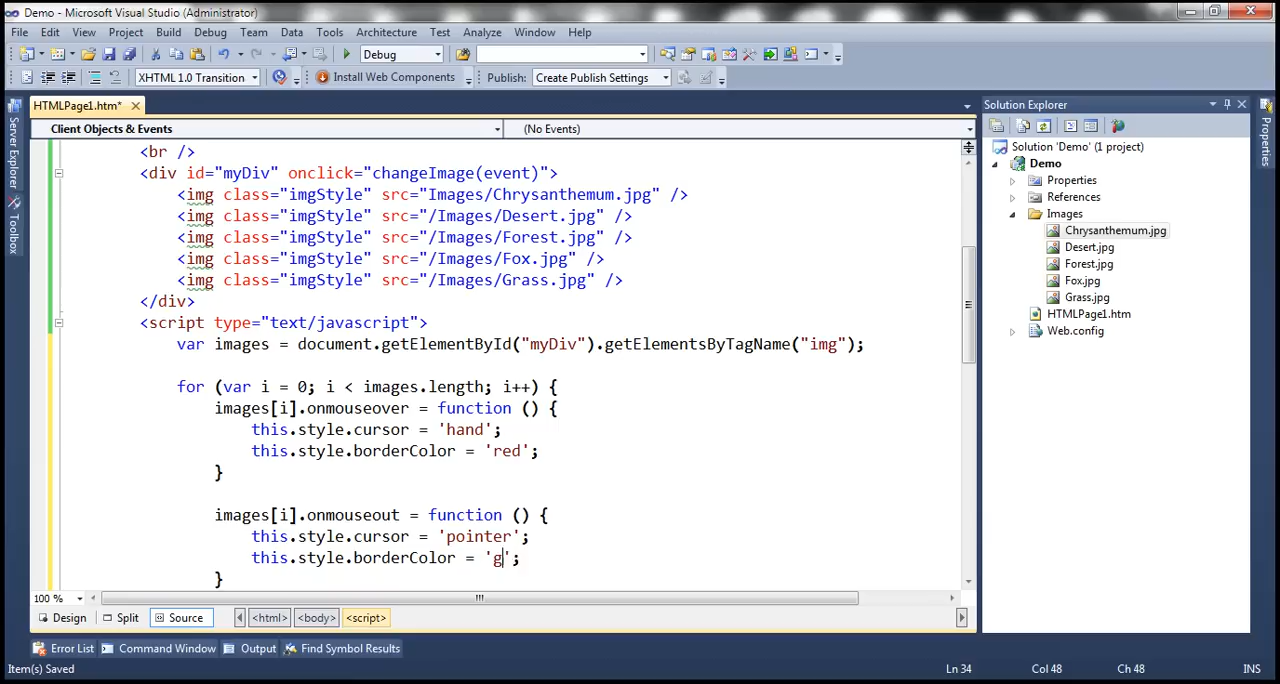 Demo - Microsoft Visual Studio (Administrator)
File Edit View Project Build Debug Team Data Tools Architecture Test Analyze Window Help
Debug
XHTML 1.0 Transition Install Web Components Publish: Create Publish Settings
HTMLPage1.htm*
Client Objects & Events (No Events)
<br />
<div id="myDiv" onclick="changeImage(event)">
<img class="imgStyle" src="Images/Chrysanthemum.jpg" />
<img class="imgStyle" src="/Images/Desert.jpg" />
<img class="imgStyle" src="/Images/Forest.jpg" />
<img class="imgStyle" src="/Images/Fox.jpg" />
<img class="imgStyle" src="/Images/Grass.jpg" />
</div>
<script type="text/javascript">
var images = document.getElementById("myDiv").getElementsByTagName("img");
for (var i = 0; i < images.length; i++) {
images[i].onmouseover = function () {
this.style.cursor = 'hand';
this.style.borderColor = 'red';
}
images[i].onmouseout = function () {
this.style.cursor = 'pointer';
this.style.borderColor = 'g';
}
100 %
Design Split Source <html> <body> <script>
Error List Command Window Output Find Symbol Results
Item(s) Saved Ln 34 Col 48 Ch 48 INS
Server Explorer
Toolbox
Solution Explorer
Solution 'Demo' (1 project)
Demo
Properties
References
Images
Chrysanthemum.jpg
Desert.jpg
Forest.jpg
Fox.jpg
Grass.jpg
HTMLPage1.htm
Web.config
Properties